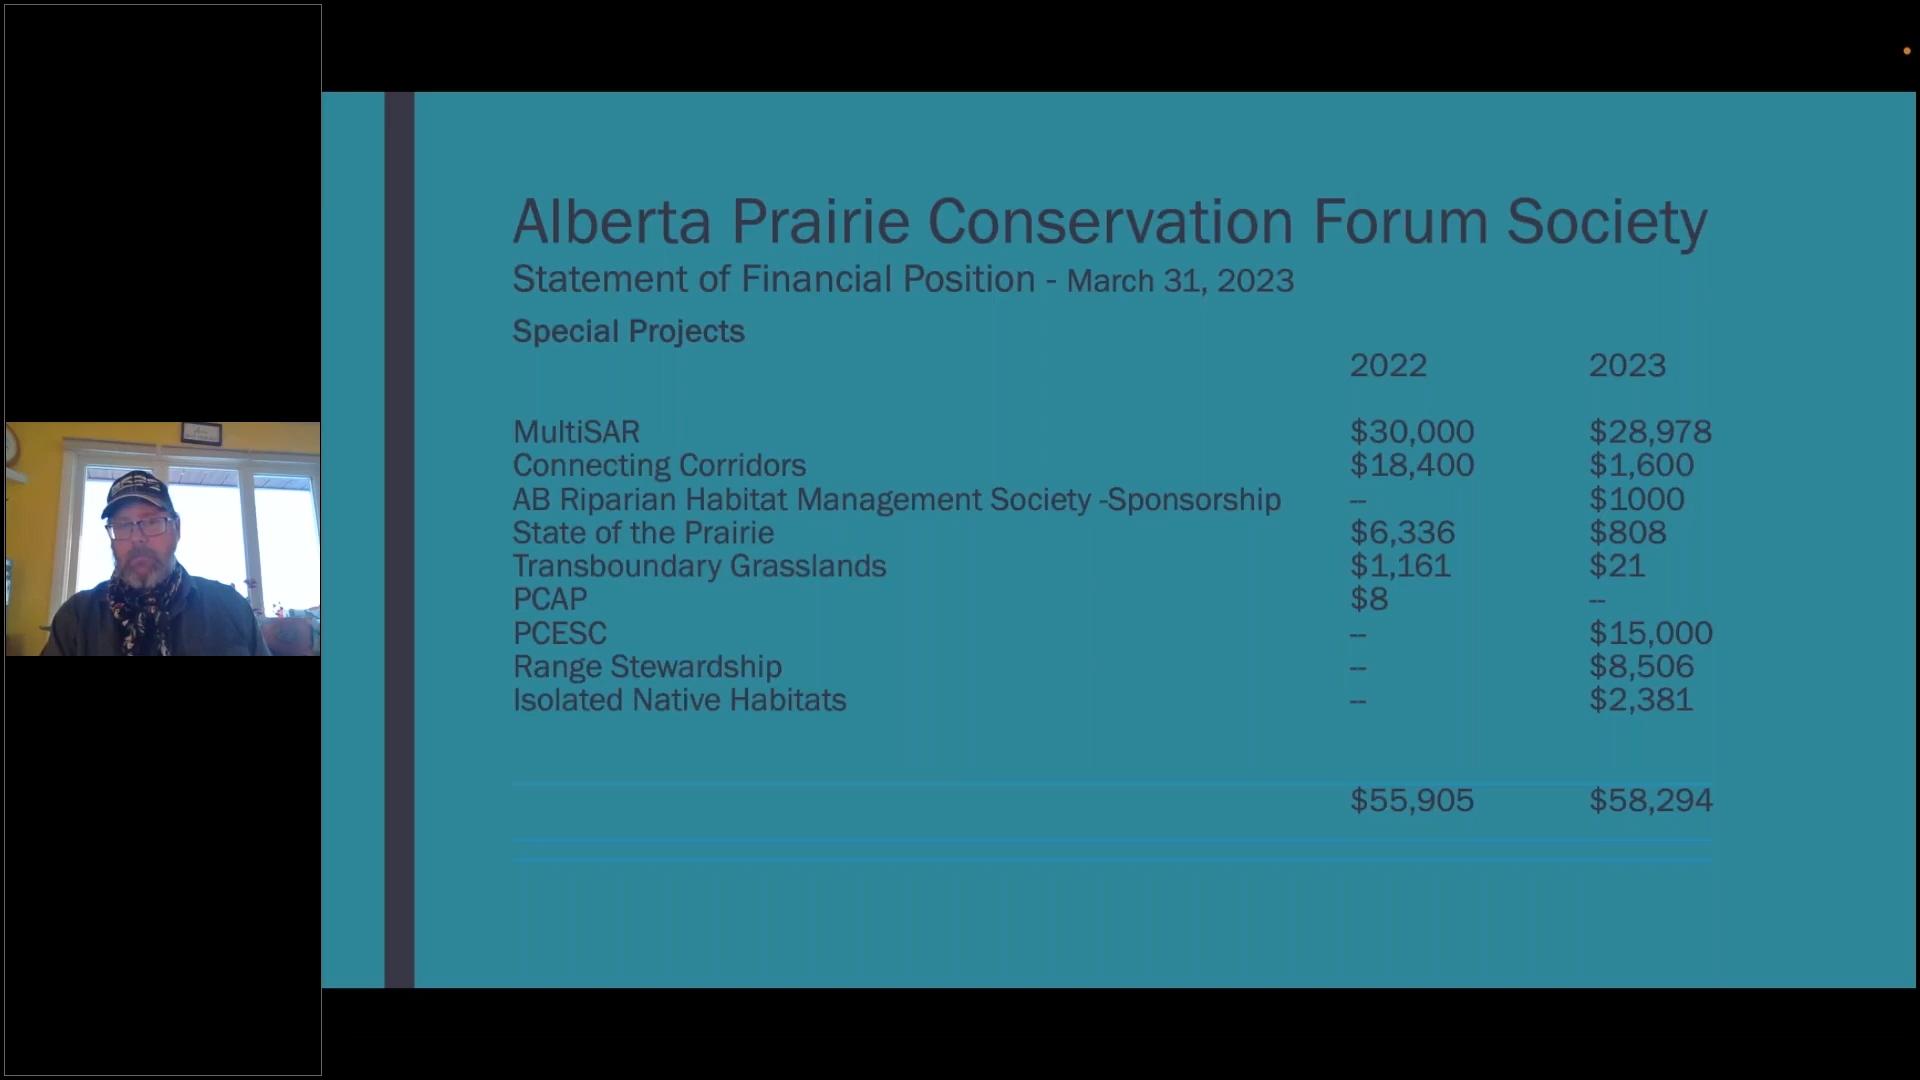 Alberta Prairie Conservation Forum Society
Statement of Financial Position - March 31, 2023
Special Projects
2022 2023
MultiSAR $30,000 $28,978
Connecting Corridors $18,400 $1,600
AB Riparian Habitat Management Society -Sponsorship -- $1000
State of the Prairie $6,336 $808
Transboundary Grasslands $1,161 $21
PCAP $8 --
PCESC -- $15,000
Range Stewardship -- $8,506
Isolated Native Habitats -- $2,381
$55,905 $58,294